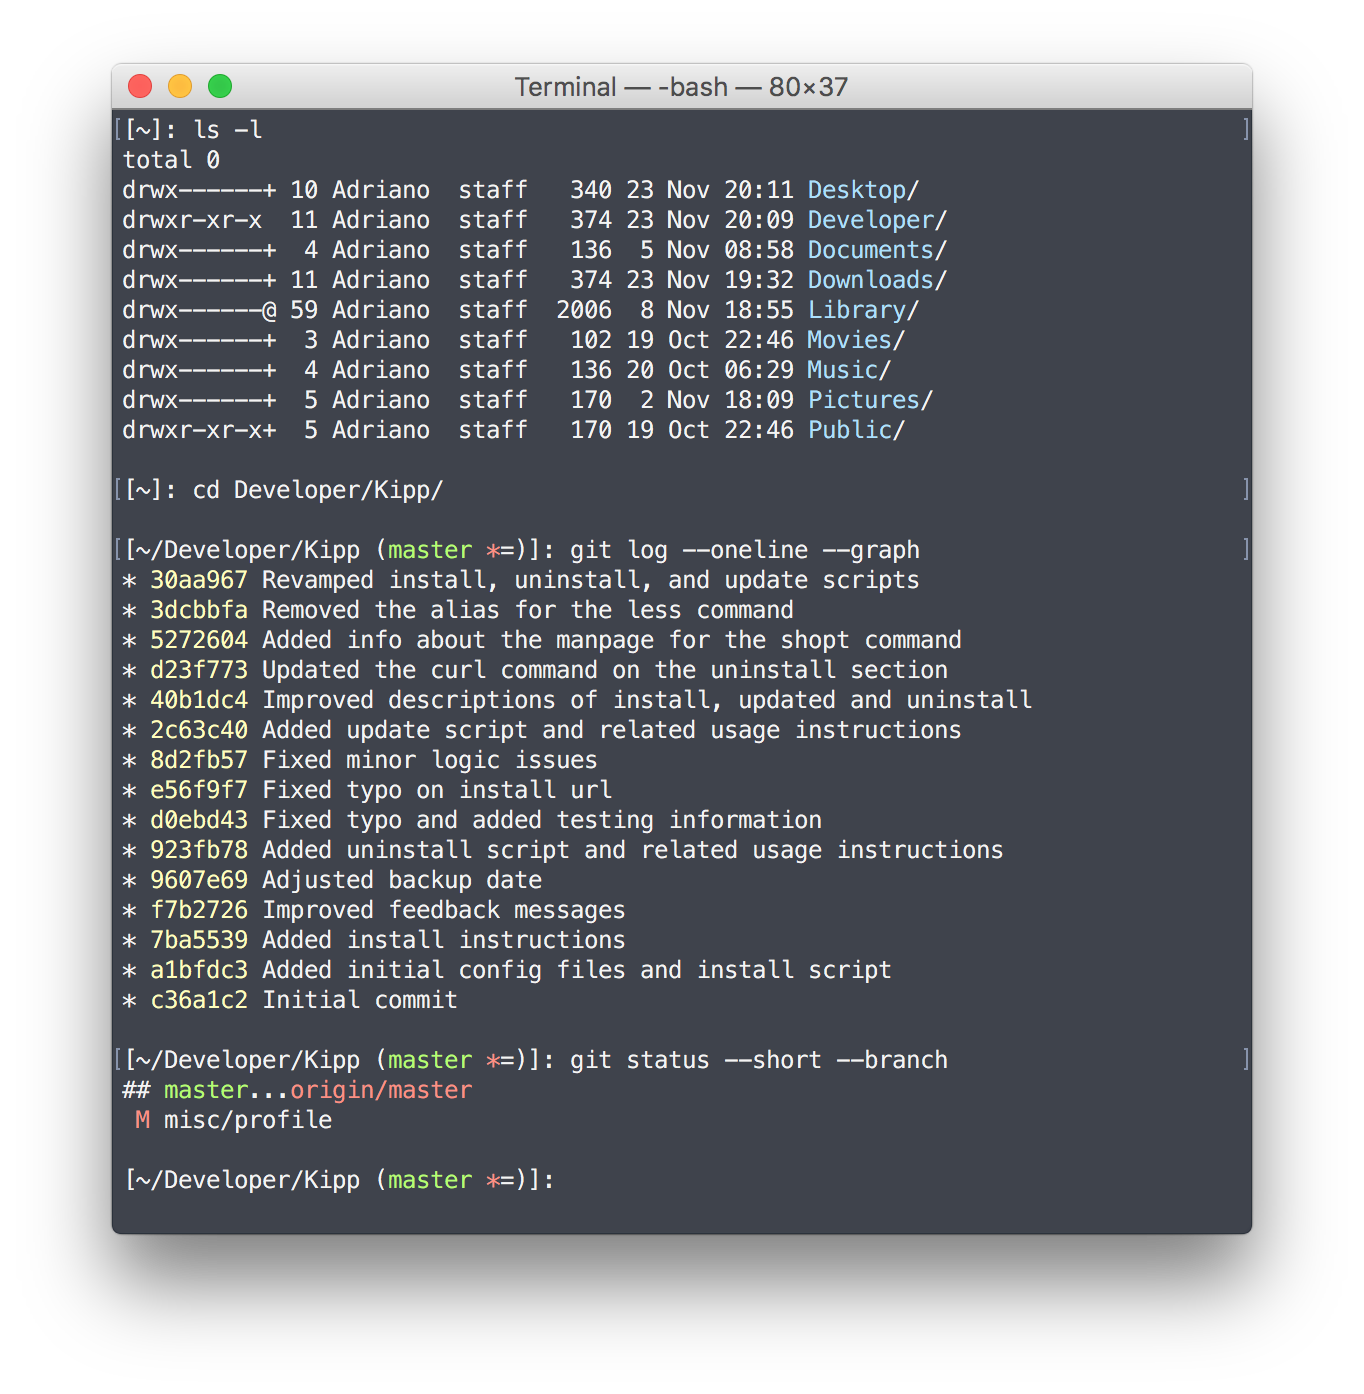 Terminal — -bash — 80×37
[[~]: ls -l ]
total 0
drwx------+ 10 Adriano  staff   340 23 Nov 20:11 Desktop/
drwxr-xr-x  11 Adriano  staff   374 23 Nov 20:09 Developer/
drwx------+  4 Adriano  staff   136  5 Nov 08:58 Documents/
drwx------+ 11 Adriano  staff   374 23 Nov 19:32 Downloads/
drwx------@ 59 Adriano  staff  2006  8 Nov 18:55 Library/
drwx------+  3 Adriano  staff   102 19 Oct 22:46 Movies/
drwx------+  4 Adriano  staff   136 20 Oct 06:29 Music/
drwx------+  5 Adriano  staff   170  2 Nov 18:09 Pictures/
drwxr-xr-x+  5 Adriano  staff   170 19 Oct 22:46 Public/
[[~]: cd Developer/Kipp/ ]
[[~/Developer/Kipp (master *=)]: git log --oneline --graph ]
* 30aa967 Revamped install, uninstall, and update scripts
* 3dcbbfa Removed the alias for the less command
* 5272604 Added info about the manpage for the shopt command
* d23f773 Updated the curl command on the uninstall section
* 40b1dc4 Improved descriptions of install, updated and uninstall
* 2c63c40 Added update script and related usage instructions
* 8d2fb57 Fixed minor logic issues
* e56f9f7 Fixed typo on install url
* d0ebd43 Fixed typo and added testing information
* 923fb78 Added uninstall script and related usage instructions
* 9607e69 Adjusted backup date
* f7b2726 Improved feedback messages
* 7ba5539 Added install instructions
* a1bfdc3 Added initial config files and install script
* c36a1c2 Initial commit
[[~/Developer/Kipp (master *=)]: git status --short --branch ]
## master...origin/master
 M misc/profile
[~/Developer/Kipp (master *=)]: